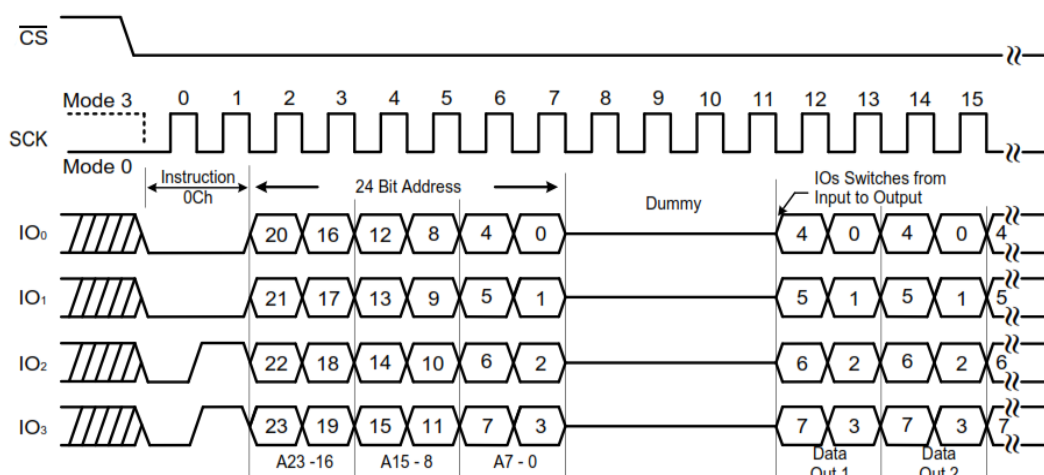 CS
Mode 3 0 1 2 3 4 5 6 7 8 9 10 11 12 13 14 15
SCK
Mode 0
Instruction
0Ch
24 Bit Address
Dummy
IOs Switches from
Input to Output
IO0 20 16 12 8 4 0 4 0 4 0 4
IO1 21 17 13 9 5 1 5 1 5 1 5
IO2 22 18 14 10 6 2 6 2 6 2 6
IO3 23 19 15 11 7 3 7 3 7 3 7
A23 -16 A15 - 8 A7 - 0
Data
Out 1
Data
Out 2